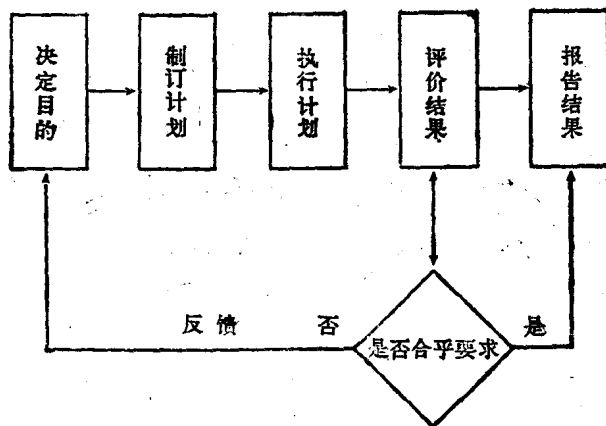 决定目的
制订计划
执行计划
评价结果
报告结果
反馈
否
是
是否合乎要求